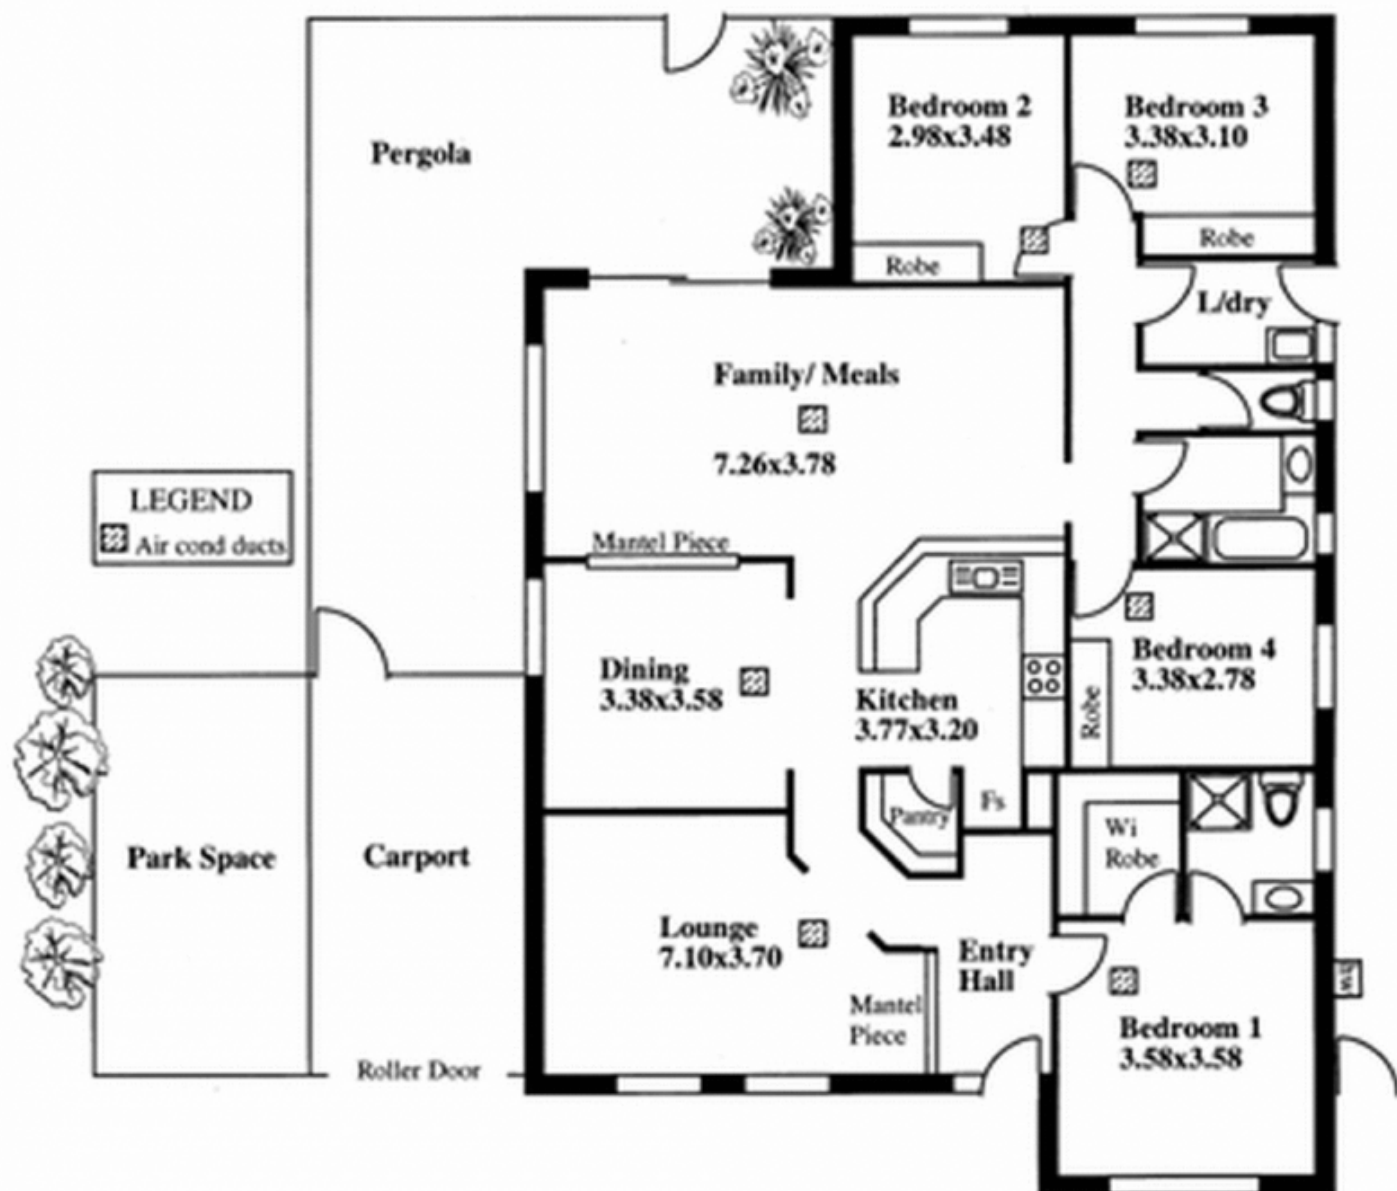 Pergola
Bedroom 2
2.98x3.48
Bedroom 3
3.38x3.10
Robe
Robe
L/dry
Family/ Meals
7.26x3.78
LEGEND
Air cond ducts
Mantel Piece
Dining
3.38x3.58
Kitchen
3.77x3.20
Bedroom 4
3.38x2.78
Robe
Pantry
Fs
Wi
Robe
Park Space
Carport
Lounge
7.10x3.70
Entry
Hall
Mantel
Piece
Bedroom 1
3.58x3.58
Roller Door